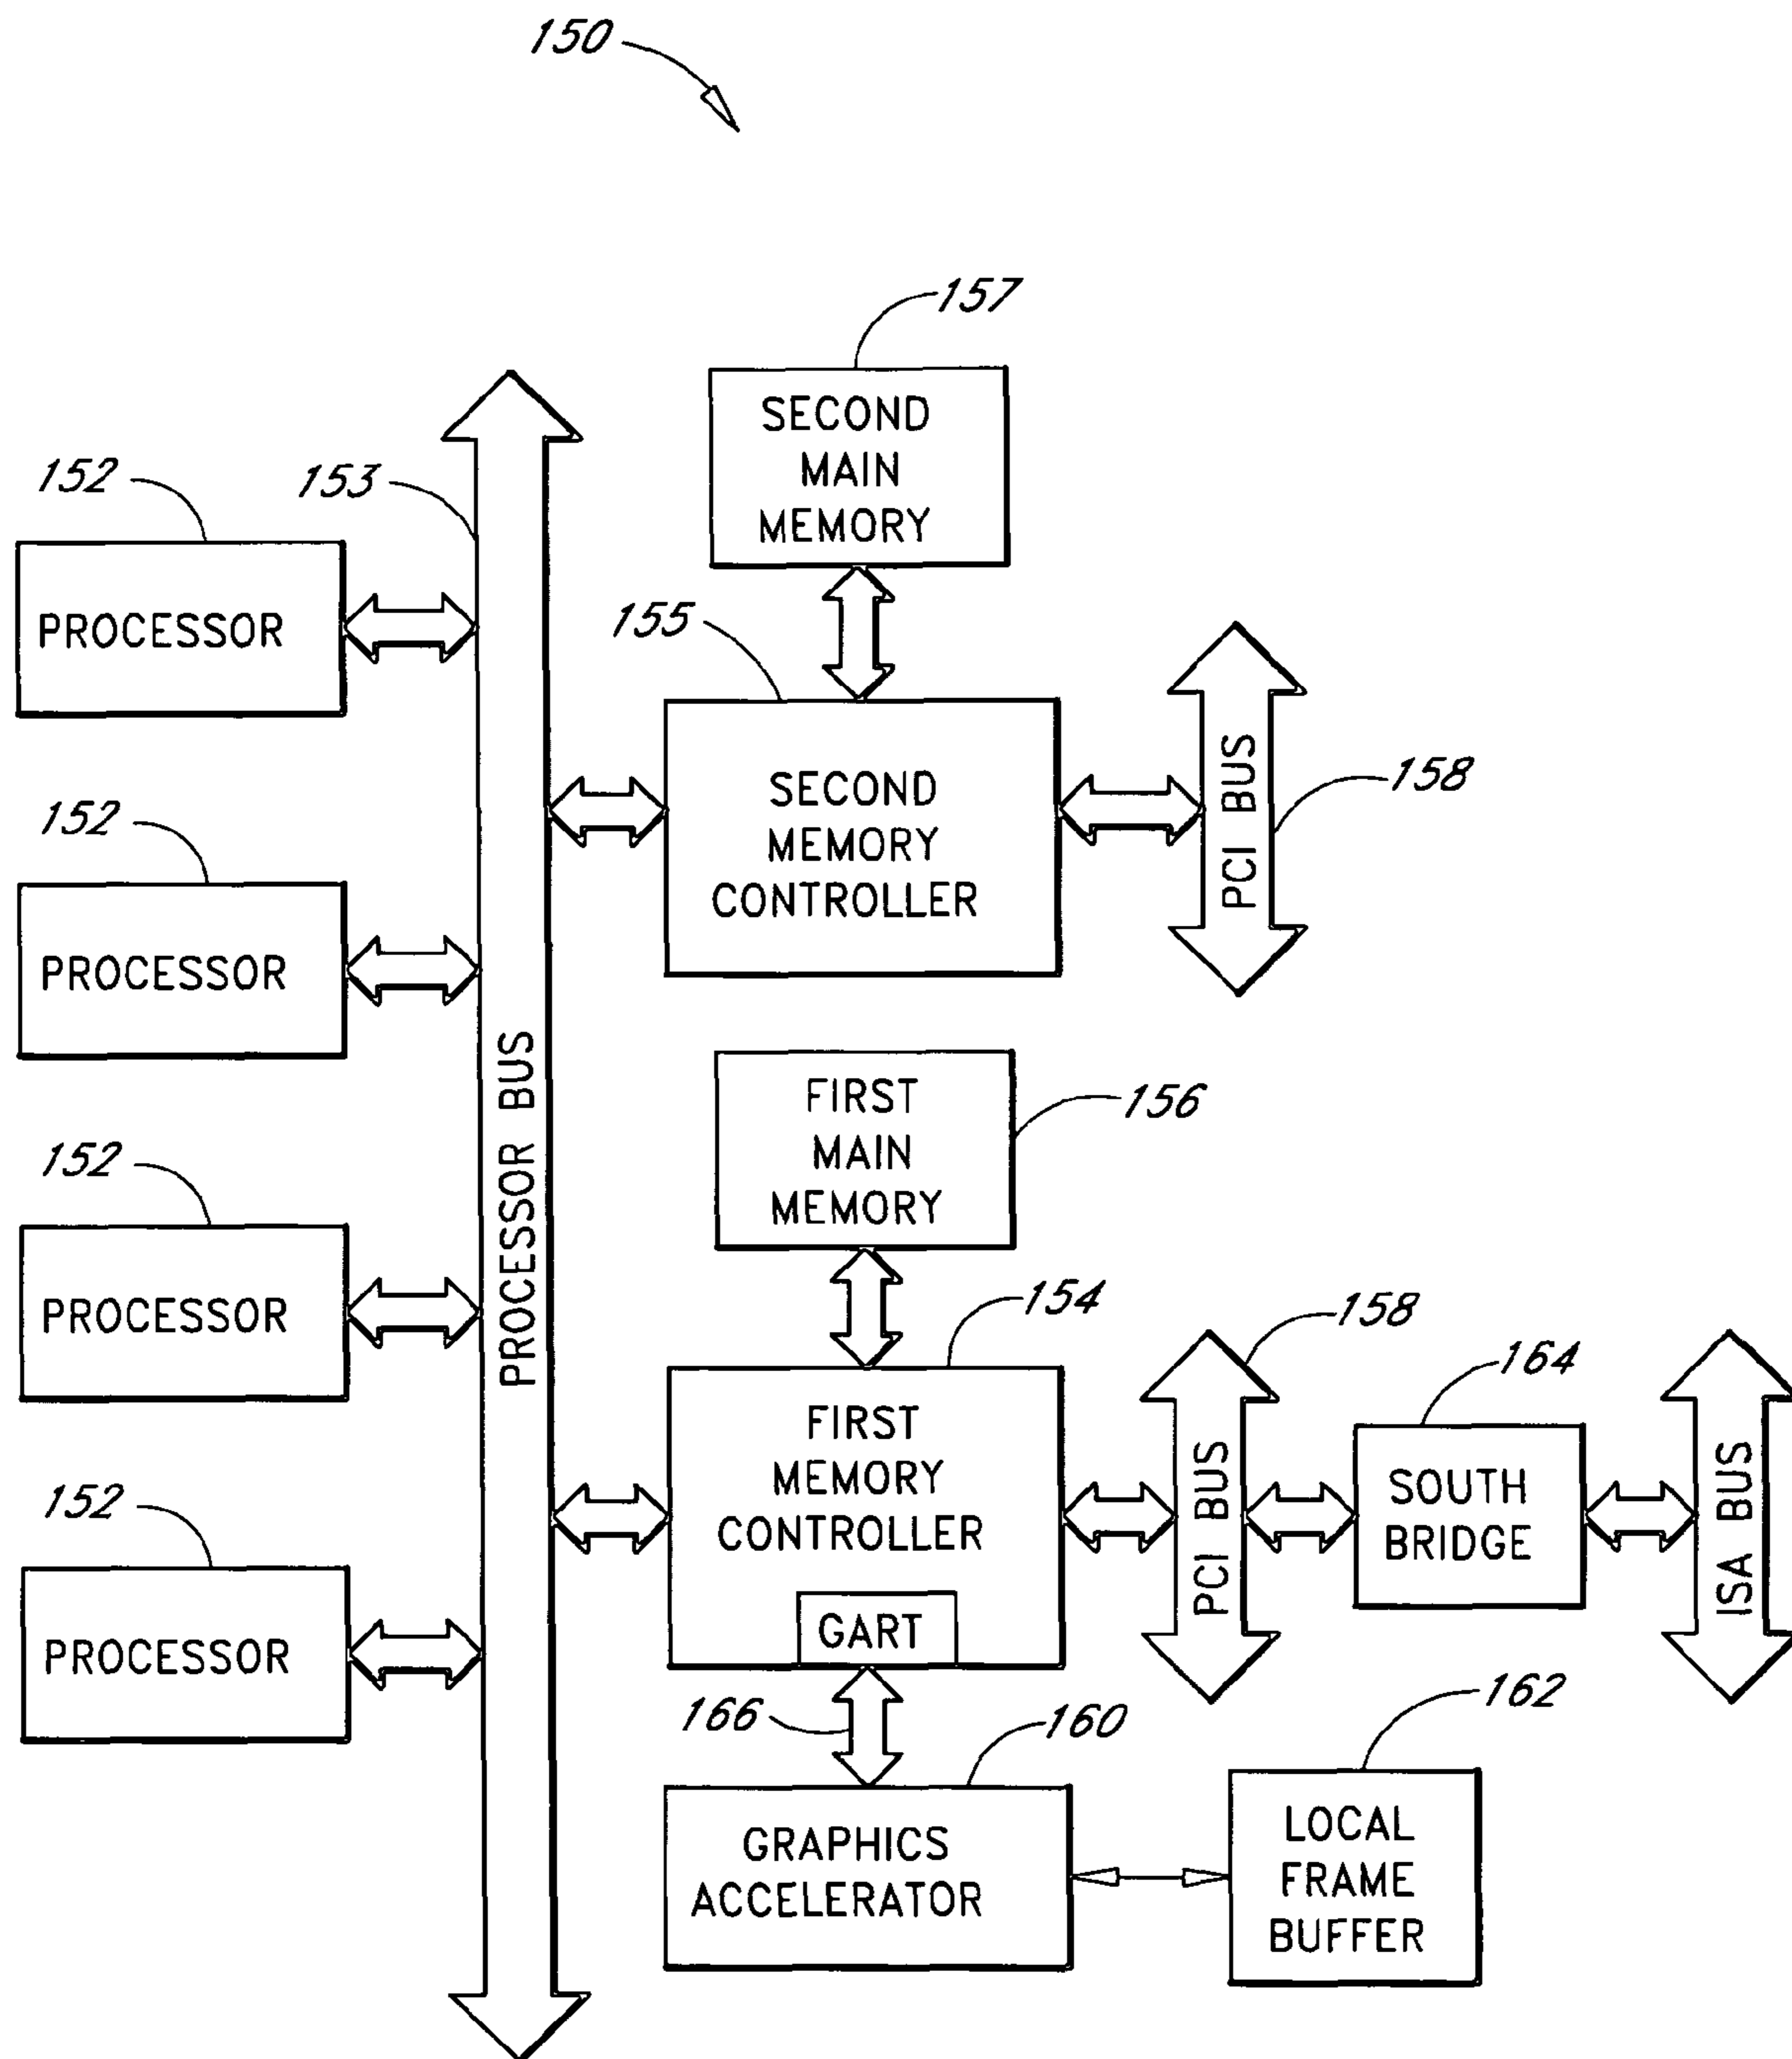 150
157
SECOND
MAIN
MEMORY
152
153
PROCESSOR
155
SECOND
MEMORY
CONTROLLER
PCI BUS
158
152
PROCESSOR
PROCESSOR BUS
FIRST
MAIN
MEMORY
156
152
PROCESSOR
154
FIRST
MEMORY
CONTROLLER
GART
158
PCI BUS
164
SOUTH
BRIDGE
ISA BUS
152
PROCESSOR
166
160
GRAPHICS
ACCELERATOR
162
LOCAL
FRAME
BUFFER